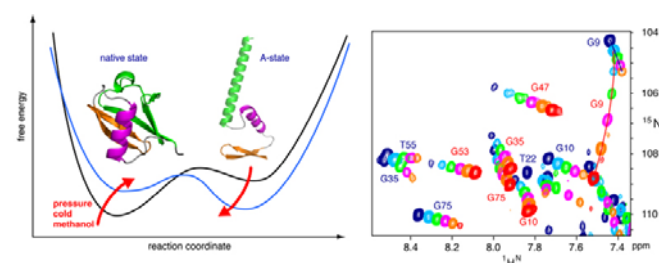 native state
A-state
free energy
pressure
cold
methanol
reaction coordinate
G9
104
G47
G9
106
15N
T55
G53
G35
T22
G10
108
G35
G75
G75
G10
110
8.4
8.2
8.0
7.8
7.6
7.4
ppm
1HN